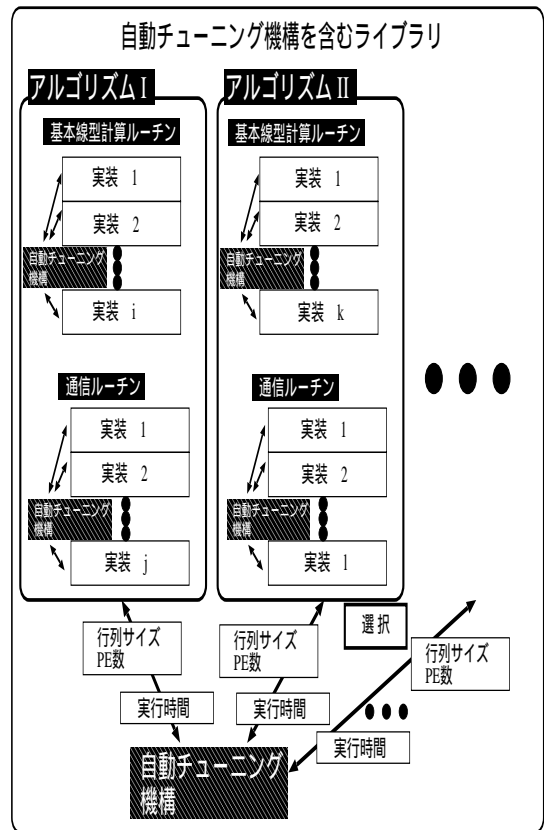 自動チューニング機構を含むライブラリ
アルゴリズム I
基本線型計算ルーチン
実装 1
実装 2
自動チューニング
機構
実装 i
通信ルーチン
実装 1
実装 2
自動チューニング
機構
実装 j
アルゴリズム II
基本線型計算ルーチン
実装 1
実装 2
自動チューニング
機構
実装 k
通信ルーチン
実装 1
実装 2
自動チューニング
機構
実装 l
選択
行列サイズ
PE数
行列サイズ
PE数
行列サイズ
PE数
実行時間
実行時間
実行時間
自動チューニング
機構